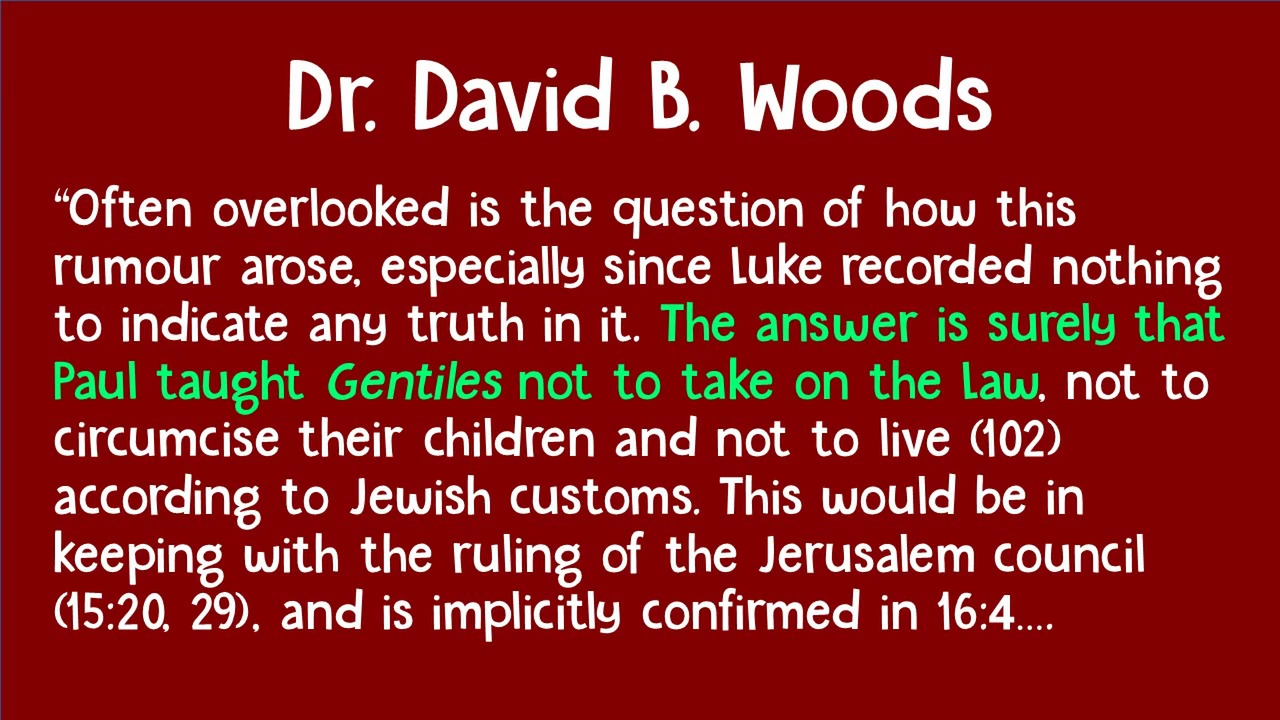 Dr. David B. Woods
“Often overlooked is the question of how this
rumour arose, especially since Luke recorded nothing
to indicate any truth in it. The answer is surely that
Paul taught Gentiles not to take on the Law, not to
circumcise their children and not to live (102)
according to Jewish customs. This would be in
keeping with the ruling of the Jerusalem council
(15:20, 29), and is implicitly confirmed in 16:4....